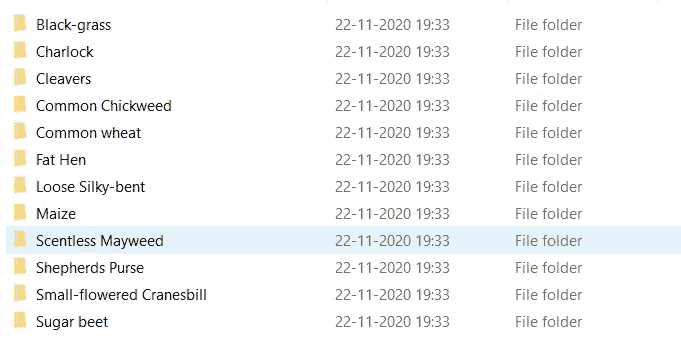 Black-grass 22-11-2020 19:33 File folder
Charlock 22-11-2020 19:33 File folder
Cleavers 22-11-2020 19:33 File folder
Common Chickweed 22-11-2020 19:33 File folder
Common wheat 22-11-2020 19:33 File folder
Fat Hen 22-11-2020 19:33 File folder
Loose Silky-bent 22-11-2020 19:33 File folder
Maize 22-11-2020 19:33 File folder
Scentless Mayweed 22-11-2020 19:33 File folder
Shepherds Purse 22-11-2020 19:33 File folder
Small-flowered Cranesbill 22-11-2020 19:33 File folder
Sugar beet 22-11-2020 19:33 File folder